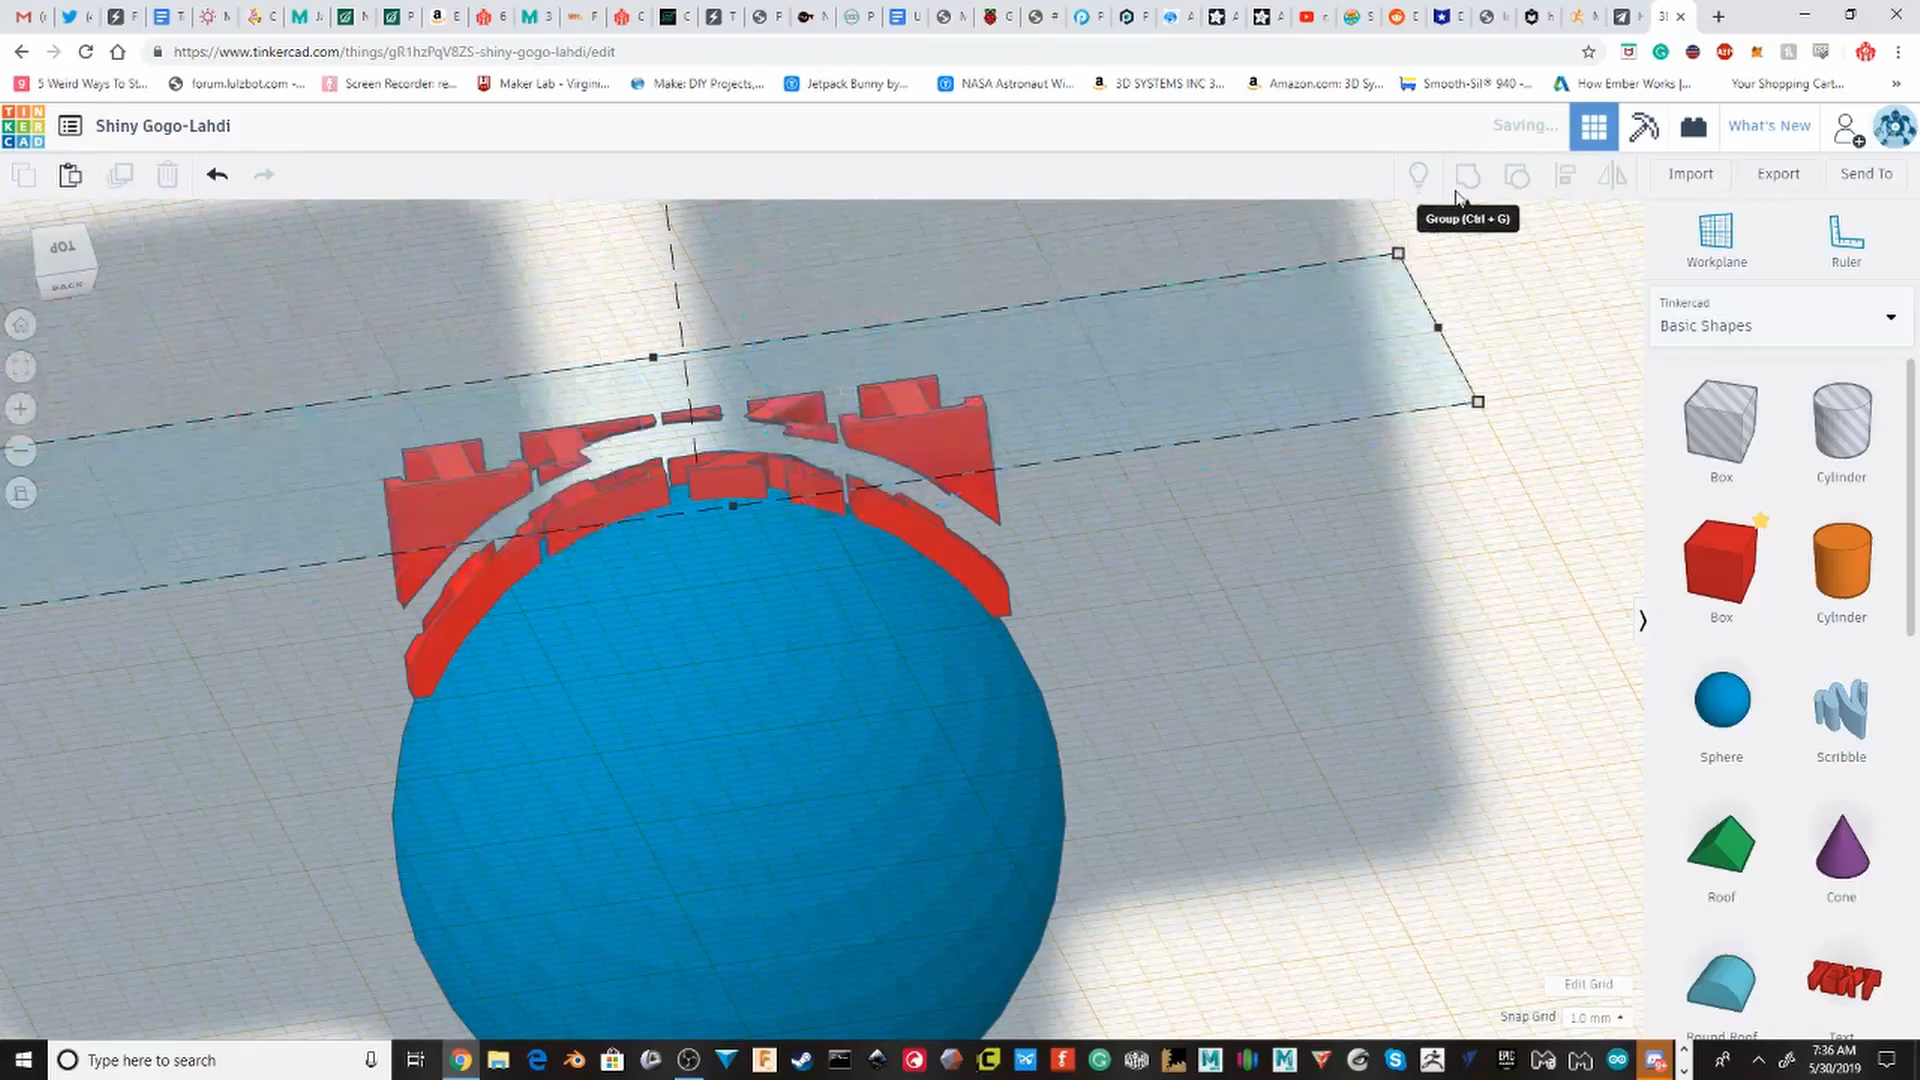 https://www.tinkercad.com/things/gR1hzPqV8ZS-shiny-gogo-lahdi/edit
5 Weird Ways To St...
forum.lulzbot.com -...
Screen Recorder: re...
Maker Lab - Virgini...
Make: DIY Projects,...
Jetpack Bunny by...
NASA Astronaut Wi...
3D SYSTEMS INC 3...
Amazon.com: 3D Sy...
Smooth-Sil® 940 -...
How Ember Works |...
Your Shopping Cart...
TIN
KER
CAD
Shiny Gogo-Lahdi
Saving...
What's New
Import
Export
Send To
Group (Ctrl + G)
TOP
BACK
Workplane
Ruler
Tinkercad
Basic Shapes
Box
Cylinder
Box
Cylinder
Sphere
Scribble
Roof
Cone
TEXT
Round Roof
Text
Edit Grid
Snap Grid
1.0 mm
Type here to search
7:36 AM
5/30/2019